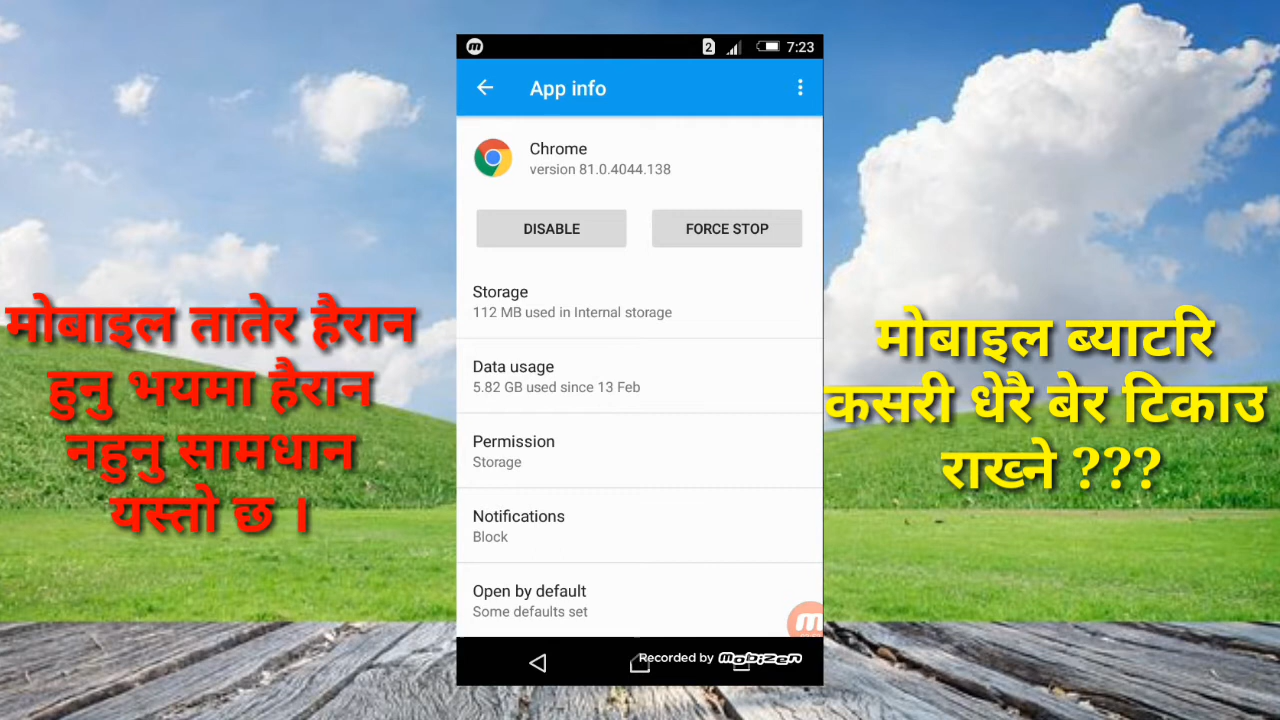 2 7:23
App info
Chrome
version 81.0.4044.138
DISABLE FORCE STOP
Storage
112 MB used in Internal storage
Data usage
5.82 GB used since 13 Feb
Permission
Storage
Notifications
Block
Open by default
Some defaults set
Recorded by mobizen
मोबाइल तातेर हैरान
हुनु भयमा हैरान
नहुनु सामधान
यस्तो छ ।
मोबाइल ब्याटरि
कसरी धेरै बेर टिकाउ
राख्ने ???